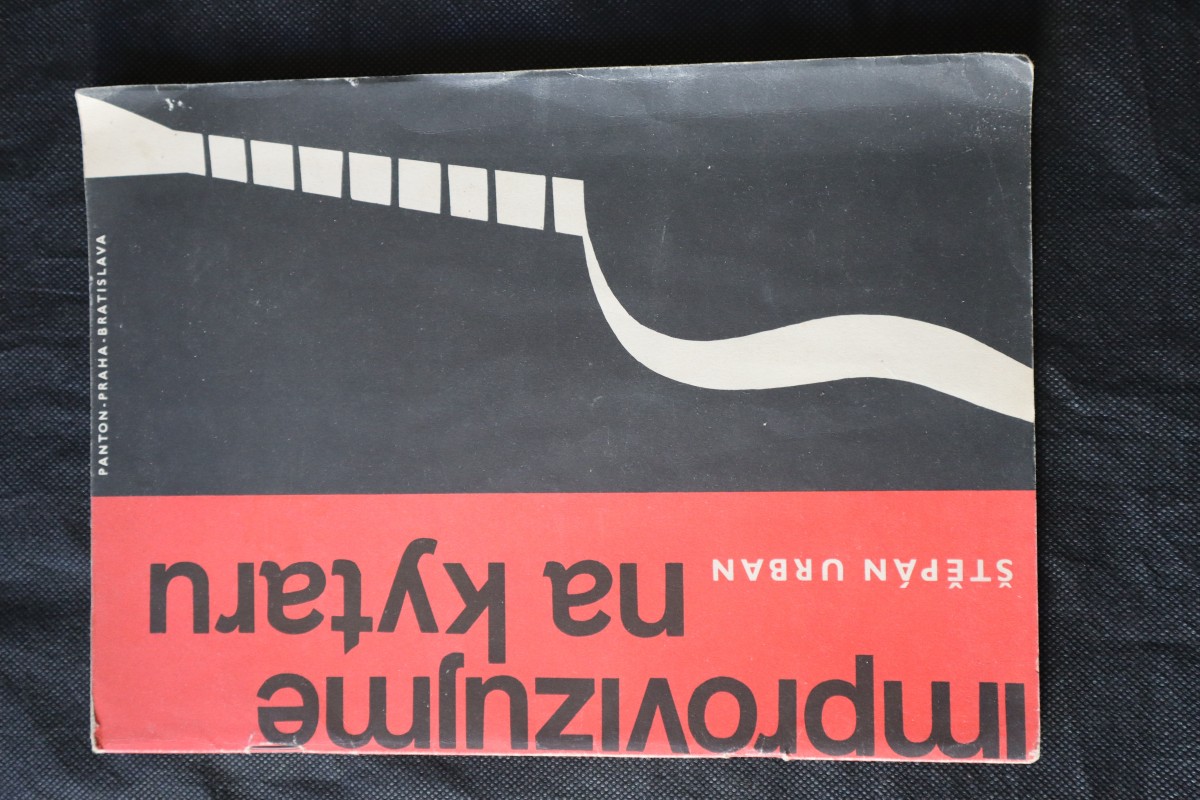 Improvizujme
na kytaru
ŠTĚPÁN URBAN
PANTON·PRAHA·BRATISLAVA